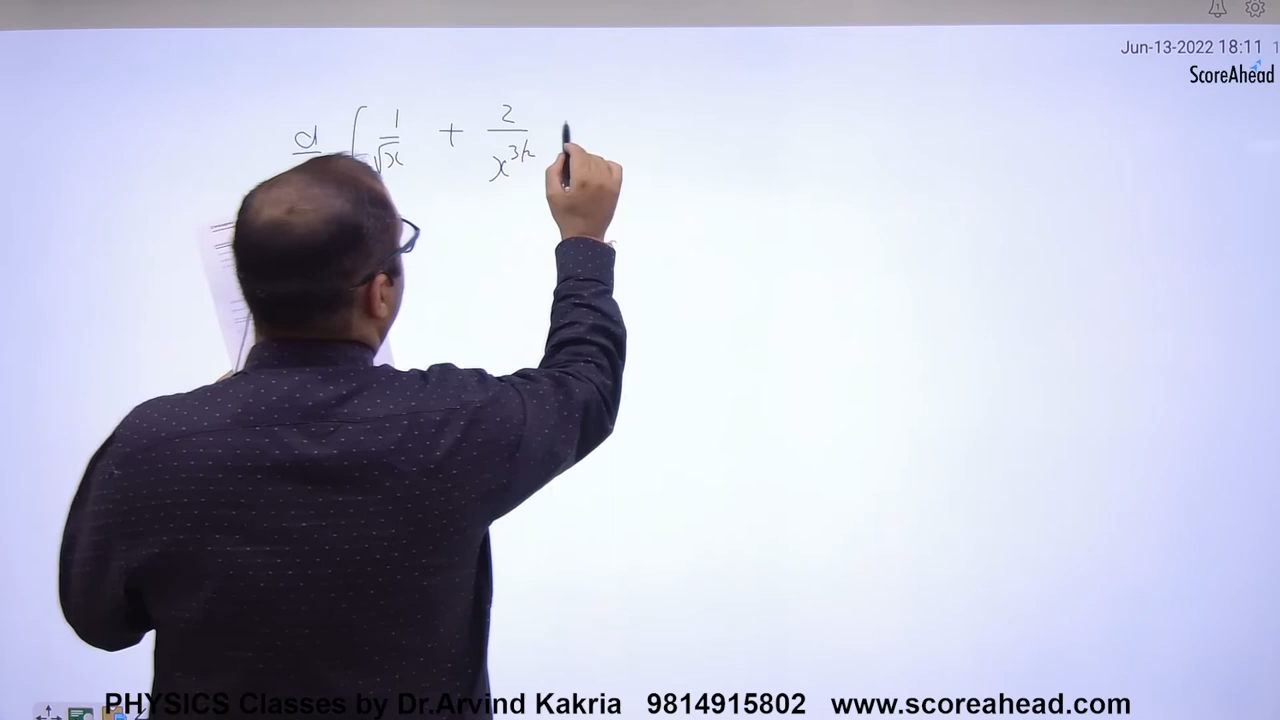 Jun-13-2022 18:11 1
ScoreAhead
d [ 1/√x + 2/x^{3/2}
PHYSICS Classes by Dr.Arvind Kakria 9814915802 www.scoreahead.com